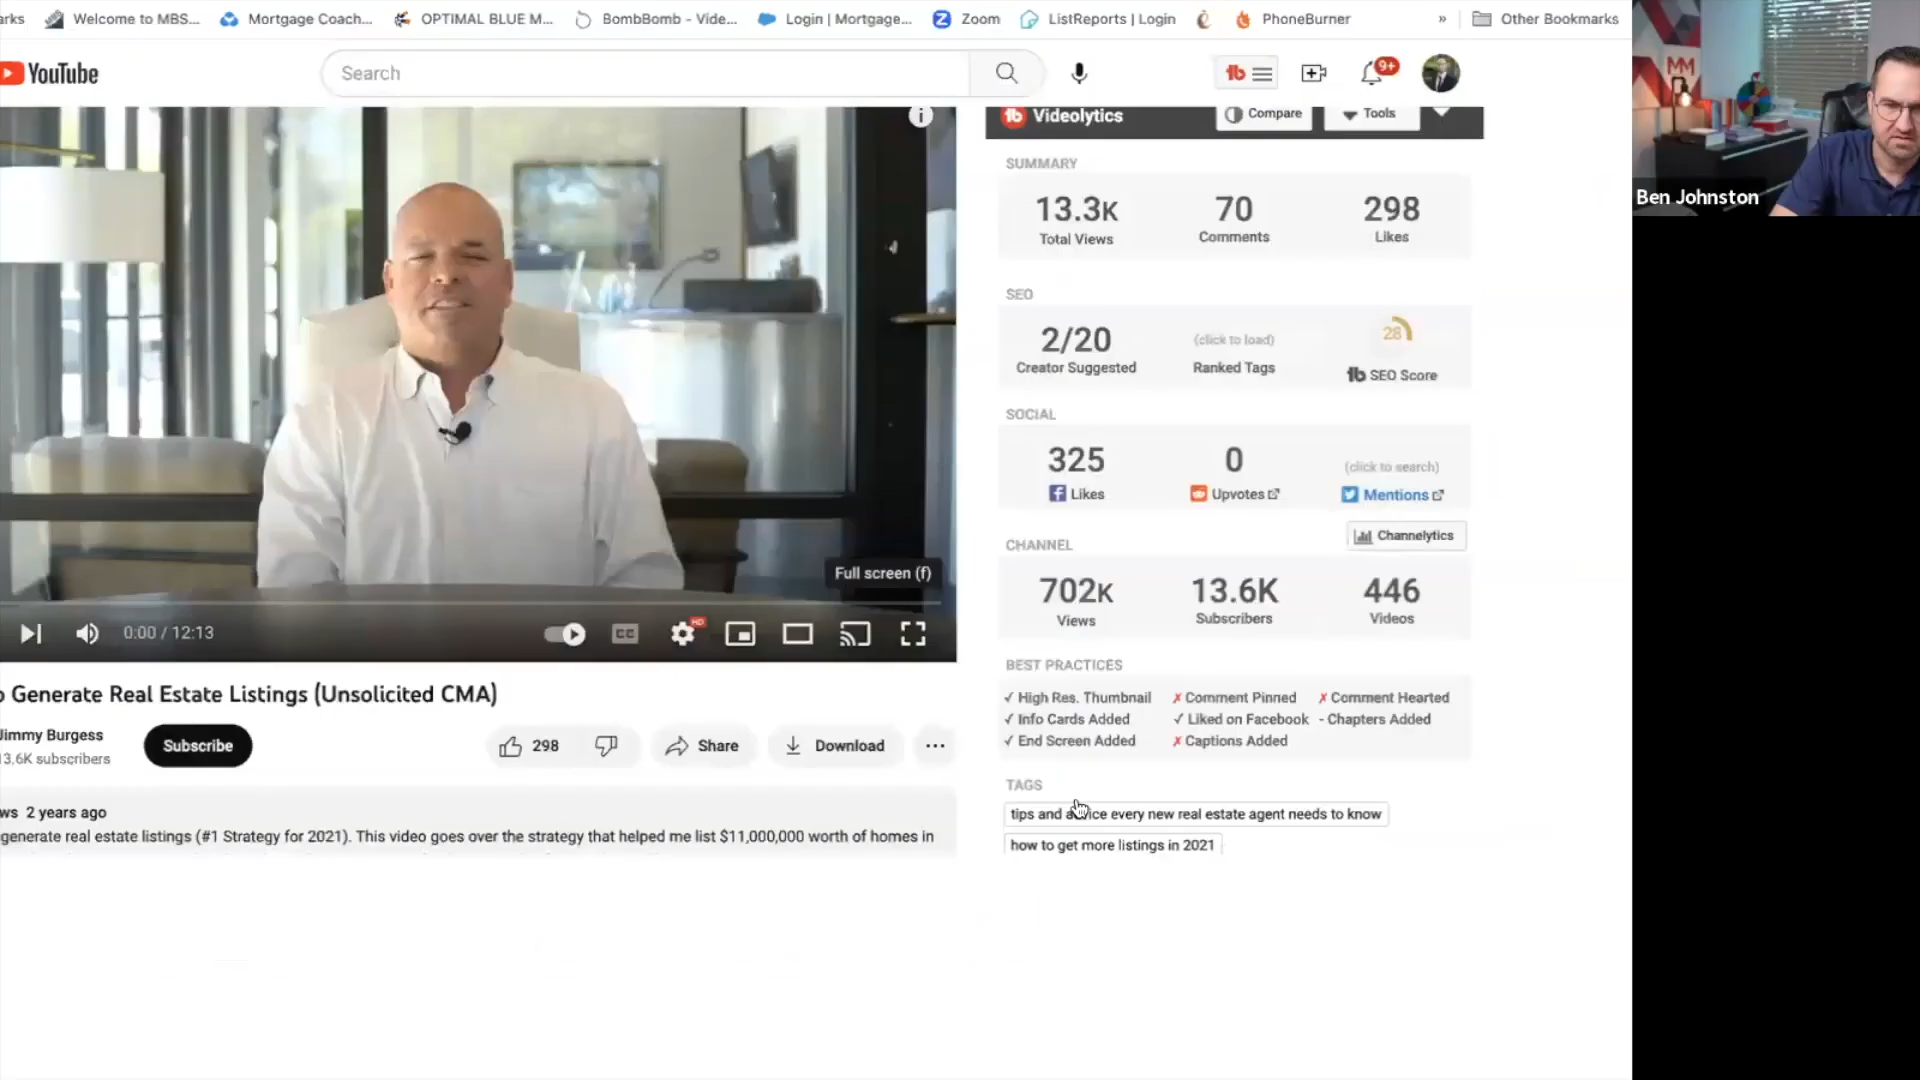 arks Welcome to MBS... Mortgage Coach... OPTIMAL BLUE M... BombBomb - Vide... Login | Mortgage... Zoom ListReports | Login PhoneBurner » Other Bookmarks
YouTube Search 9+
MM
Ben Johnston
i
Videolytics Compare Tools
SUMMARY
13.3K 70 298
Total Views Comments Likes
SEO
2/20 (click to load) 28
Creator Suggested Ranked Tags SEO Score
SOCIAL
325 0 (click to search)
Likes Upvotes Mentions
CHANNEL Channelytics
702K 13.6K 446
Views Subscribers Videos
BEST PRACTICES
✓ High Res. Thumbnail ✗ Comment Pinned ✗ Comment Hearted
✓ Info Cards Added ✓ Liked on Facebook - Chapters Added
✓ End Screen Added ✗ Captions Added
TAGS
tips and advice every new real estate agent needs to know
how to get more listings in 2021
Full screen (f)
0:00 / 12:13 CC HD
o Generate Real Estate Listings (Unsolicited CMA)
Jimmy Burgess
13.6K subscribers
Subscribe 298 Share Download ...
ws 2 years ago
generate real estate listings (#1 Strategy for 2021). This video goes over the strategy that helped me list $11,000,000 worth of homes in